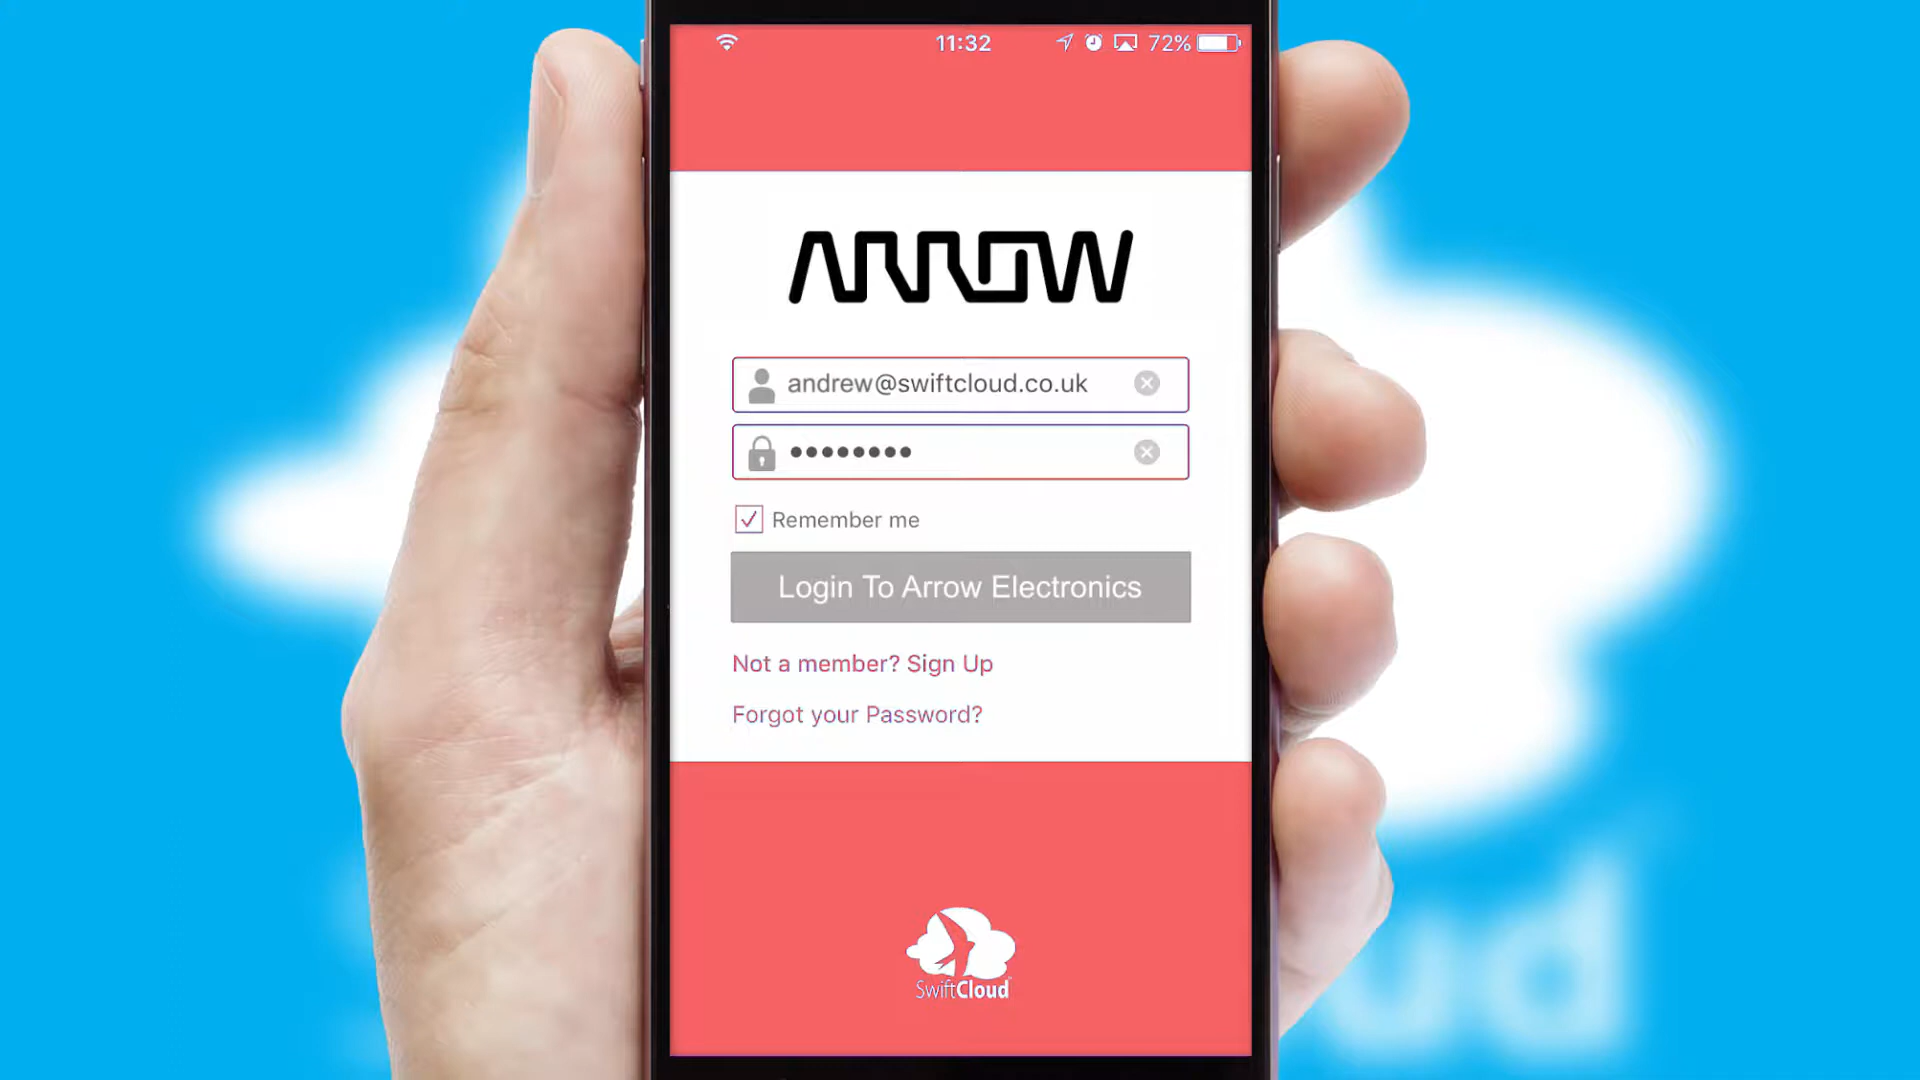 11:32 72%
ARROW
andrew@swiftcloud.co.uk
••••••••
Remember me
Login To Arrow Electronics
Not a member? Sign Up
Forgot your Password?
SwiftCloud
ud